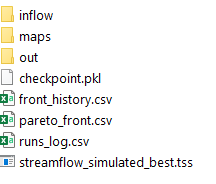 inflow
maps
out
checkpoint.pkl
front_history.csv
pareto_front.csv
runs_log.csv
streamflow_simulated_best.tss